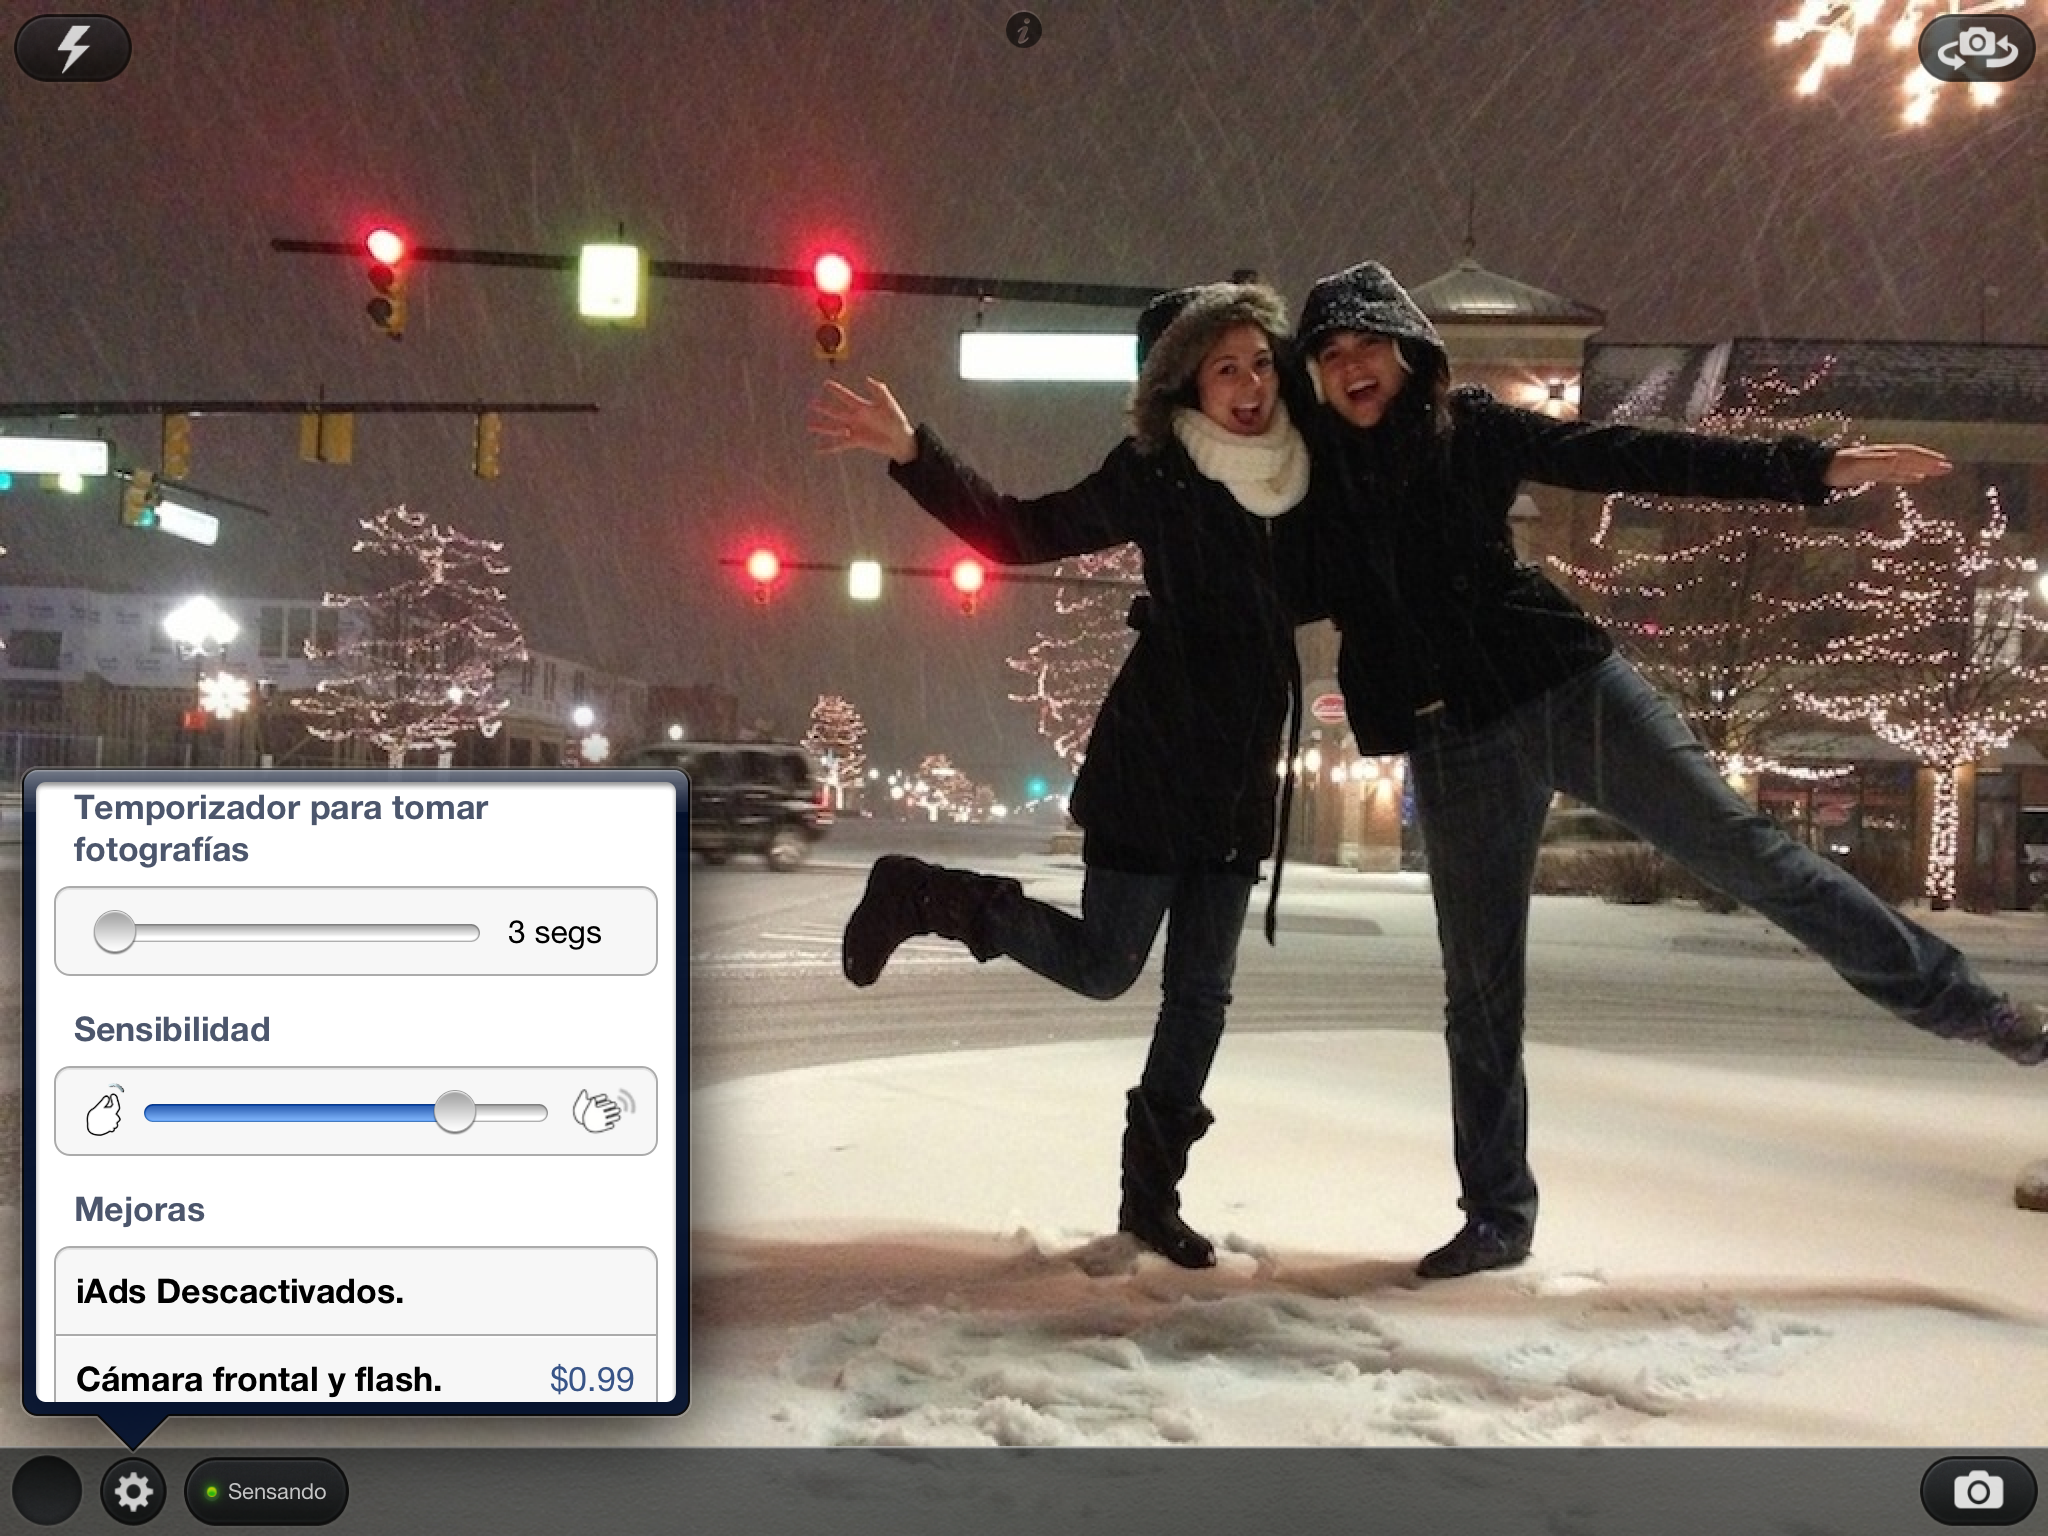 Temporizador para tomar
fotografías
3 segs
Sensibilidad
Mejoras
iAds Descactivados.
Cámara frontal y flash. $0.99
Sensando